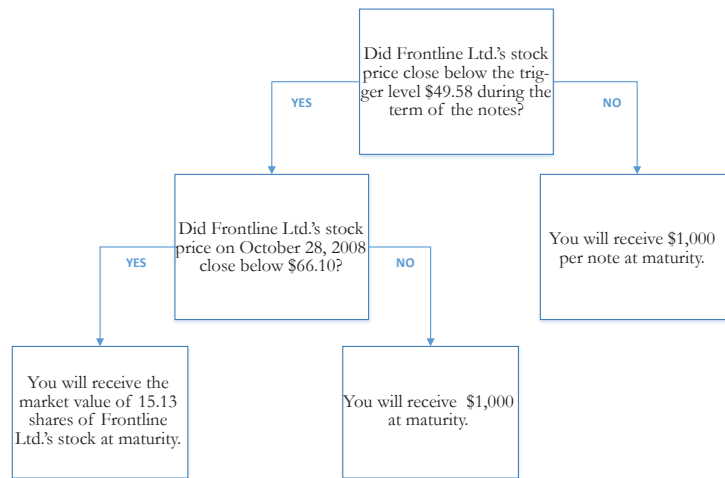 Did Frontline Ltd.'s stock
price close below the trig-
ger level $49.58 during the
term of the notes?
YES
NO
Did Frontline Ltd.'s stock
price on October 28, 2008
close below $66.10?
You will receive $1,000
per note at maturity.
YES
NO
You will receive the
market value of 15.13
shares of Frontline
Ltd.'s stock at maturity.
You will receive $1,000
at maturity.